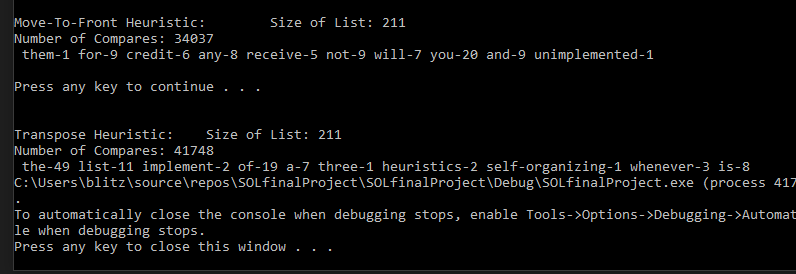 Move-To-Front Heuristic:        Size of List: 211
Number of Compares: 34037
 them-1 for-9 credit-6 any-8 receive-5 not-9 will-7 you-20 and-9 unimplemented-1
Press any key to continue . . .
Transpose Heuristic:    Size of List: 211
Number of Compares: 41748
 the-49 list-11 implement-2 of-19 a-7 three-1 heuristics-2 self-organizing-1 whenever-3 is-8
C:\Users\blitz\source\repos\SOLfinalProject\SOLfinalProject\Debug\SOLfinalProject.exe (process 417
.
To automatically close the console when debugging stops, enable Tools->Options->Debugging->Automat
le when debugging stops.
Press any key to close this window . . .